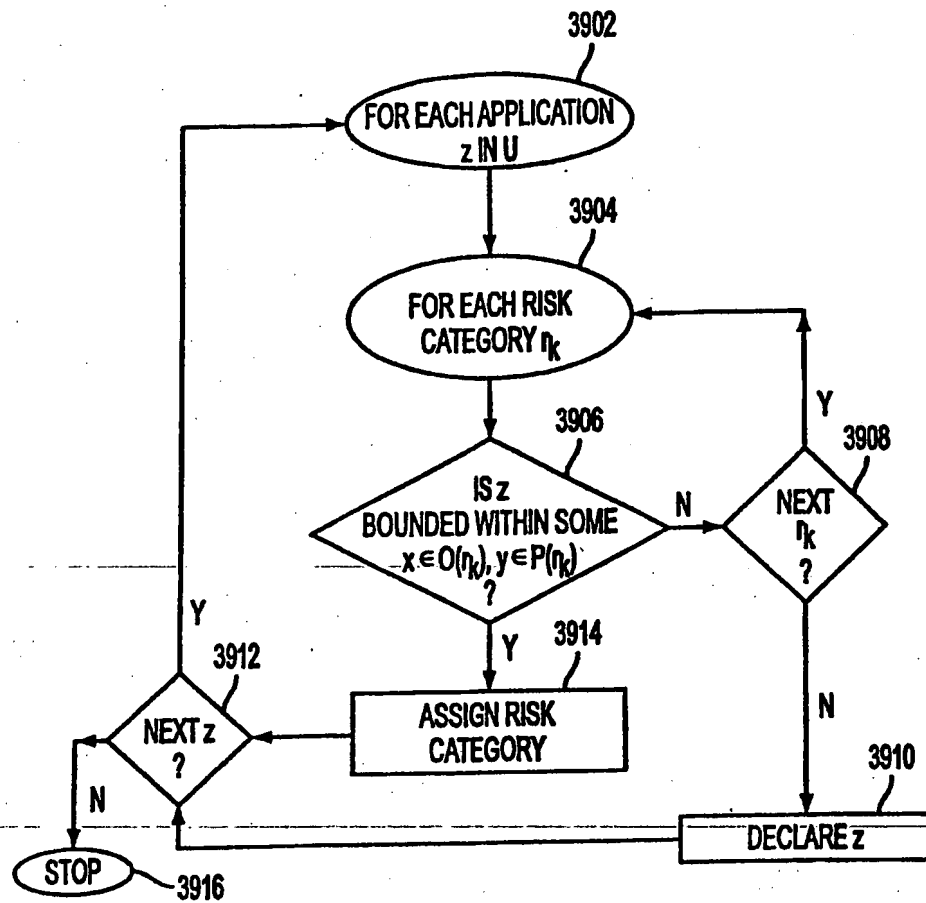 3902
FOR EACH APPLICATION
z IN U
3904
FOR EACH RISK
CATEGORY ηk
3906
IS z
BOUNDED WITHIN SOME
x ∈ O(ηk), y ∈ P(ηk)
?
N
Y
3908
NEXT
ηk
?
Y
N
3914
ASSIGN RISK
CATEGORY
3912
NEXT z
?
Y
N
3910
DECLARE z
STOP
3916